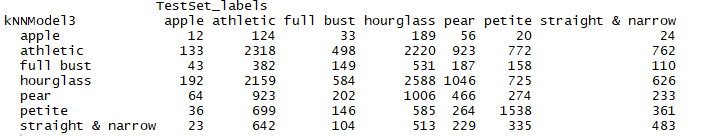 TestSet_labels
kNNModel3 apple athletic full bust hourglass pear petite straight & narrow
apple 12 124 33 189 56 20 24
athletic 133 2318 498 2220 923 772 762
full bust 43 382 149 531 187 158 110
hourglass 192 2159 584 2588 1046 725 626
pear 64 923 202 1006 466 274 233
petite 36 699 146 585 264 1538 361
straight & narrow 23 642 104 513 229 335 483